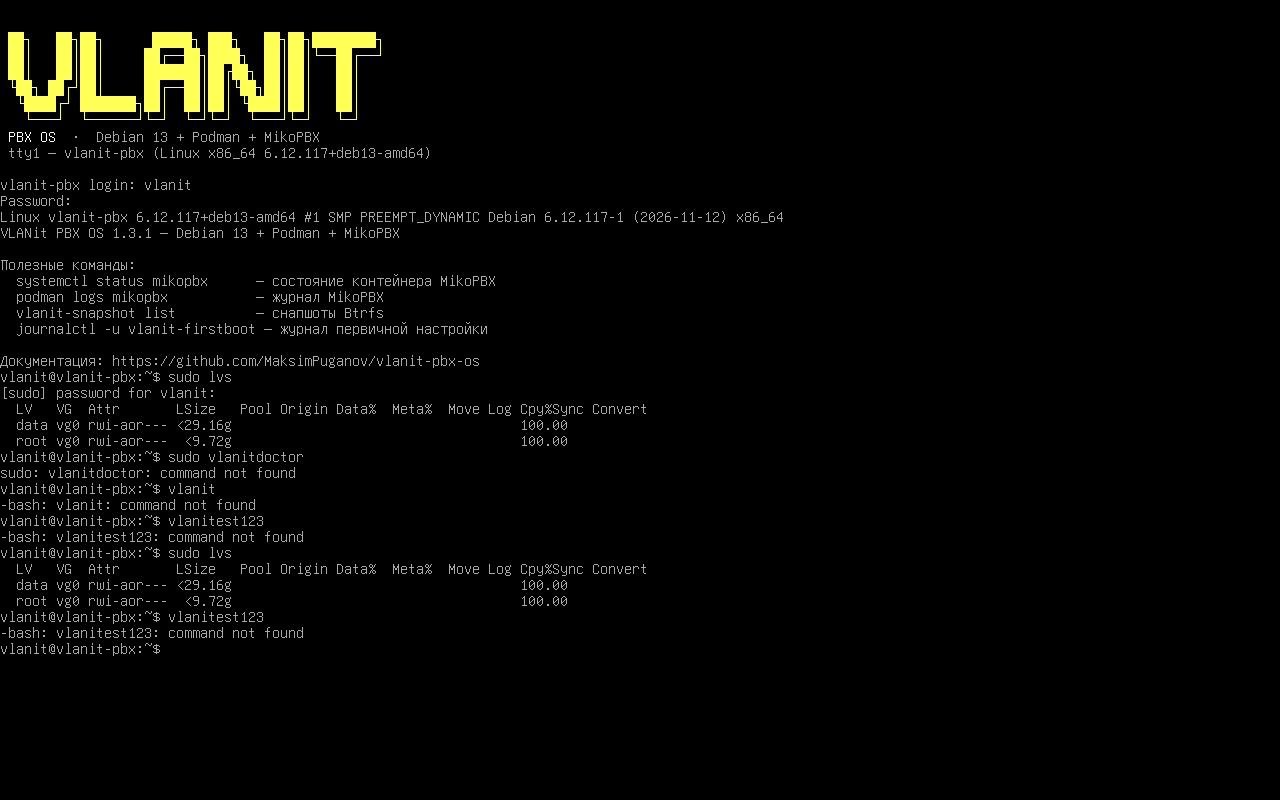 VLANIT
PBX OS · Debian 13 + Podman + MikoPBX
tty1 — vlanit-pbx (Linux x86_64 6.12.117+deb13-amd64)
vlanit-pbx login: vlanit
Password:
Linux vlanit-pbx 6.12.117+deb13-amd64 #1 SMP PREEMPT_DYNAMIC Debian 6.12.117-1 (2026-11-12) x86_64
VLANit PBX OS 1.3.1 — Debian 13 + Podman + MikoPBX
Полезные команды:
systemctl status mikopbx — состояние контейнера MikoPBX
podman logs mikopbx — журнал MikoPBX
vlanit-snapshot list — снапшоты Btrfs
journalctl -u vlanit-firstboot — журнал первичной настройки
Документация: https://github.com/MaksimPuganov/vlanit-pbx-os
vlanit@vlanit-pbx:~$ sudo lvs
[sudo] password for vlanit:
LV VG Attr LSize Pool Origin Data% Meta% Move Log Cpy%Sync Convert
data vg0 rwi-aor--- <29.16g 100.00
root vg0 rwi-aor--- <9.72g 100.00
vlanit@vlanit-pbx:~$ sudo vlanitdoctor
sudo: vlanitdoctor: command not found
vlanit@vlanit-pbx:~$ vlanit
-bash: vlanit: command not found
vlanit@vlanit-pbx:~$ vlanitest123
-bash: vlanitest123: command not found
vlanit@vlanit-pbx:~$ sudo lvs
LV VG Attr LSize Pool Origin Data% Meta% Move Log Cpy%Sync Convert
data vg0 rwi-aor--- <29.16g 100.00
root vg0 rwi-aor--- <9.72g 100.00
vlanit@vlanit-pbx:~$ vlanitest123
-bash: vlanitest123: command not found
vlanit@vlanit-pbx:~$